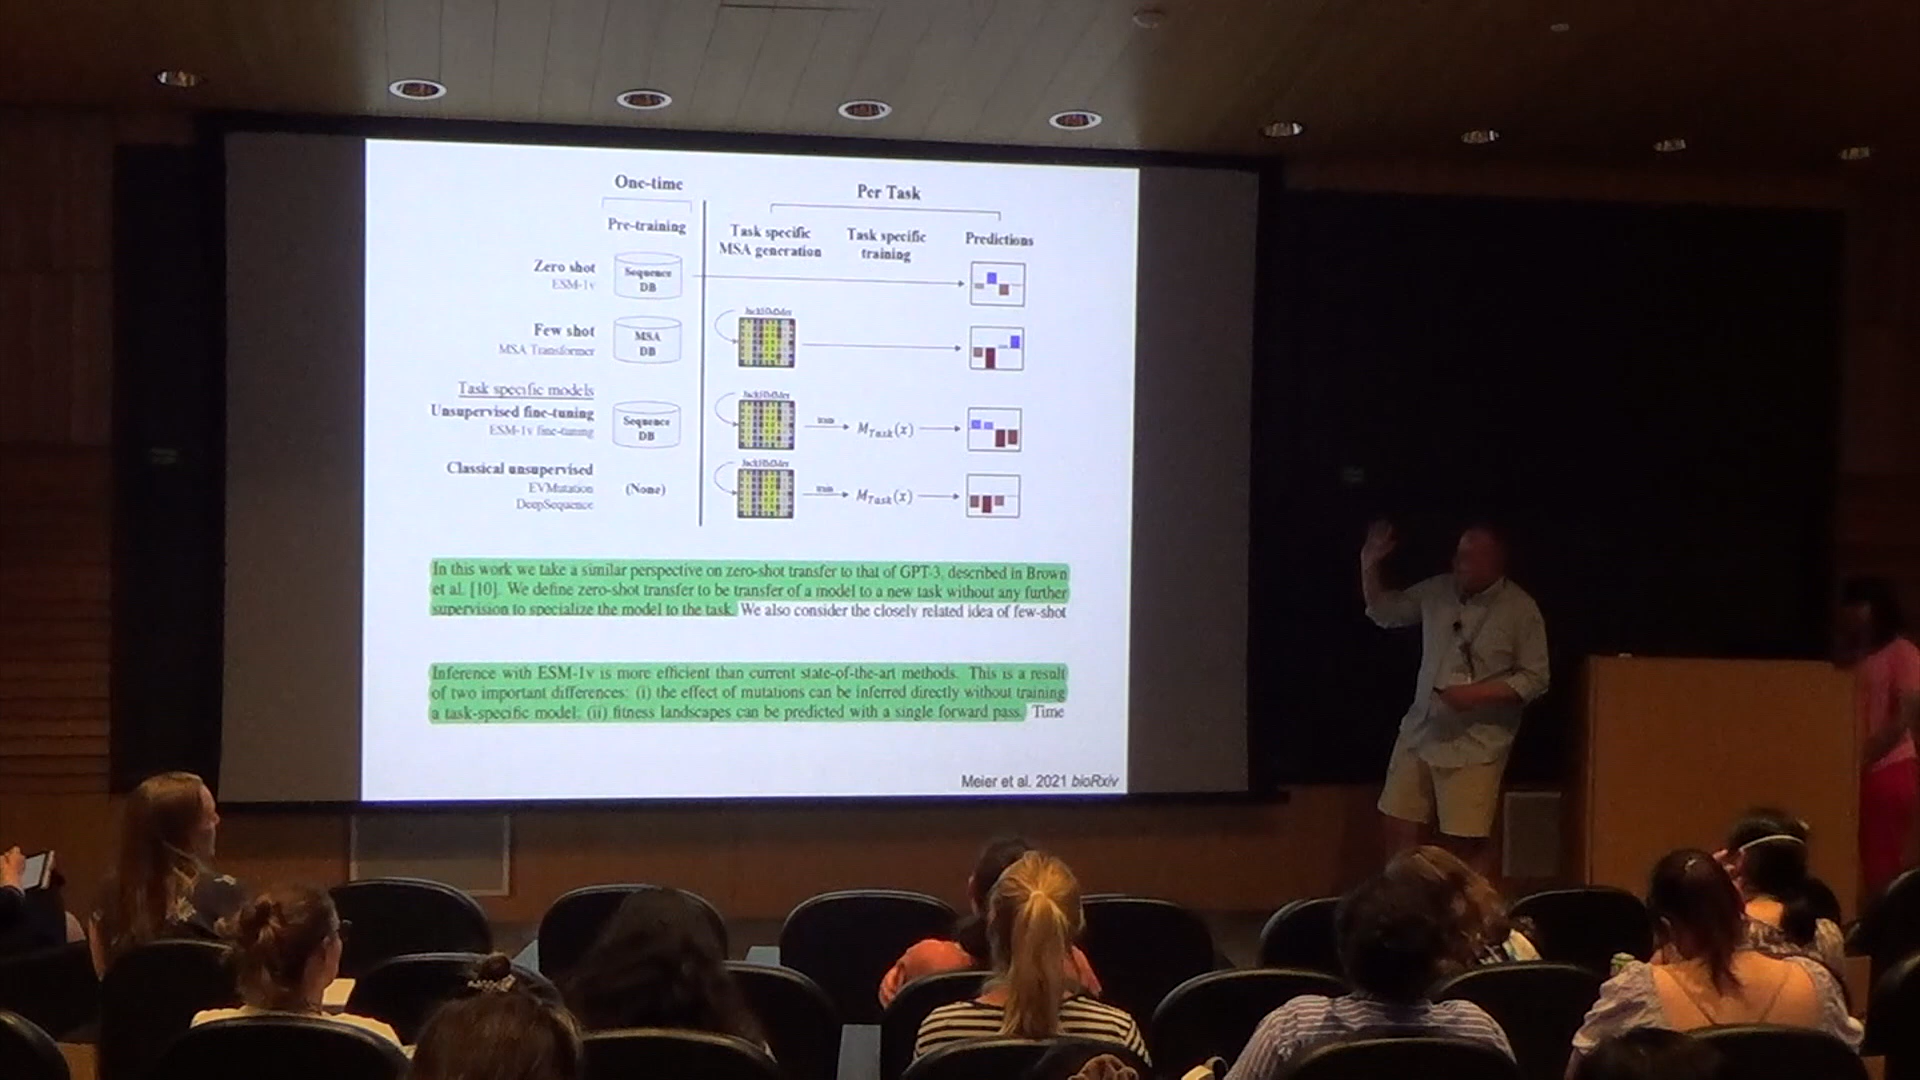 One-time
Per Task
Pre-training
Task specific
MSA generation
Task specific
training
Predictions
Zero shot
ESM-1v
Sequence
DB
Few shot
MSA Transformer
MSA
DB
JackHMMer
Task specific models
Unsupervised fine-tuning
ESM-1v fine-tuning
Sequence
DB
JackHMMer
train
M_Task(x)
Classical unsupervised
EVMutation
DeepSequence
(None)
JackHMMer
train
M_Task(x)
In this work we take a similar perspective on zero-shot transfer to that of GPT-3, described in Brown
et al. [10]. We define zero-shot transfer to be transfer of a model to a new task without any further
supervision to specialize the model to the task. We also consider the closely related idea of few-shot
Inference with ESM-1v is more efficient than current state-of-the-art methods. This is a result
of two important differences: (i) the effect of mutations can be inferred directly without training
a task-specific model; (ii) fitness landscapes can be predicted with a single forward pass. Time
Meier et al. 2021 bioRxiv